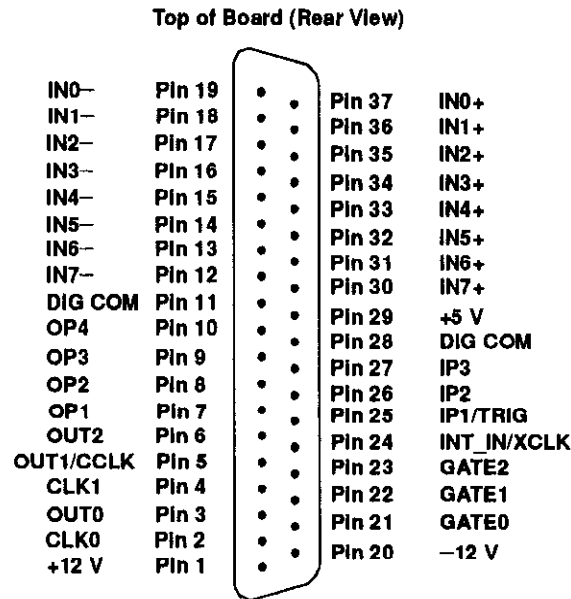 Top of Board (Rear View)
IN0– Pin 19
IN1– Pin 18
IN2– Pin 17
IN3– Pin 16
IN4– Pin 15
IN5– Pin 14
IN6– Pin 13
IN7– Pin 12
DIG COM Pin 11
OP4 Pin 10
OP3 Pin 9
OP2 Pin 8
OP1 Pin 7
OUT2 Pin 6
OUT1/CCLK Pin 5
CLK1 Pin 4
OUT0 Pin 3
CLK0 Pin 2
+12 V Pin 1
Pin 37 IN0+
Pin 36 IN1+
Pin 35 IN2+
Pin 34 IN3+
Pin 33 IN4+
Pin 32 IN5+
Pin 31 IN6+
Pin 30 IN7+
Pin 29 +5 V
Pin 28 DIG COM
Pin 27 IP3
Pin 26 IP2
Pin 25 IP1/TRIG
Pin 24 INT_IN/XCLK
Pin 23 GATE2
Pin 22 GATE1
Pin 21 GATE0
Pin 20 –12 V